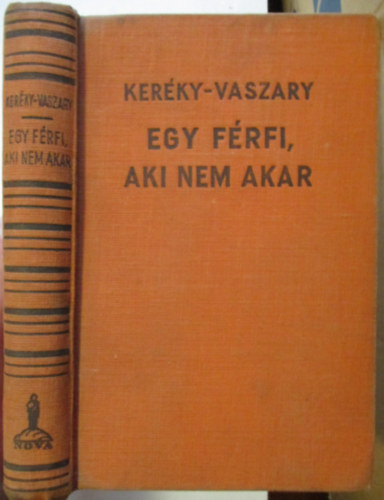 KERÉKY-VASZARY
EGY FÉRFI,
AKI NEM AKAR
NOVA
KERÉKY-VASZARY
EGY FÉRFI,
AKI NEM AKAR